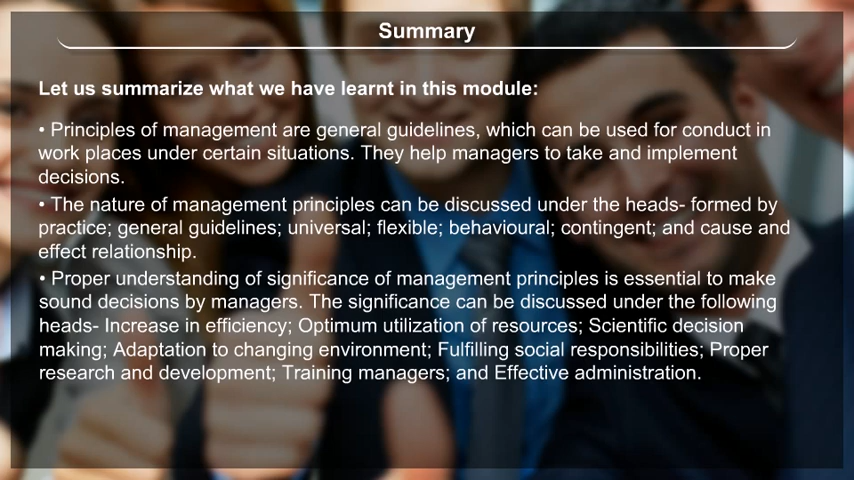 Summary
Let us summarize what we have learnt in this module:
• Principles of management are general guidelines, which can be used for conduct in
work places under certain situations. They help managers to take and implement
decisions.
• The nature of management principles can be discussed under the heads- formed by
practice; general guidelines; universal; flexible; behavioural; contingent; and cause and
effect relationship.
• Proper understanding of significance of management principles is essential to make
sound decisions by managers. The significance can be discussed under the following
heads- Increase in efficiency; Optimum utilization of resources; Scientific decision
making; Adaptation to changing environment; Fulfilling social responsibilities; Proper
research and development; Training managers; and Effective administration.